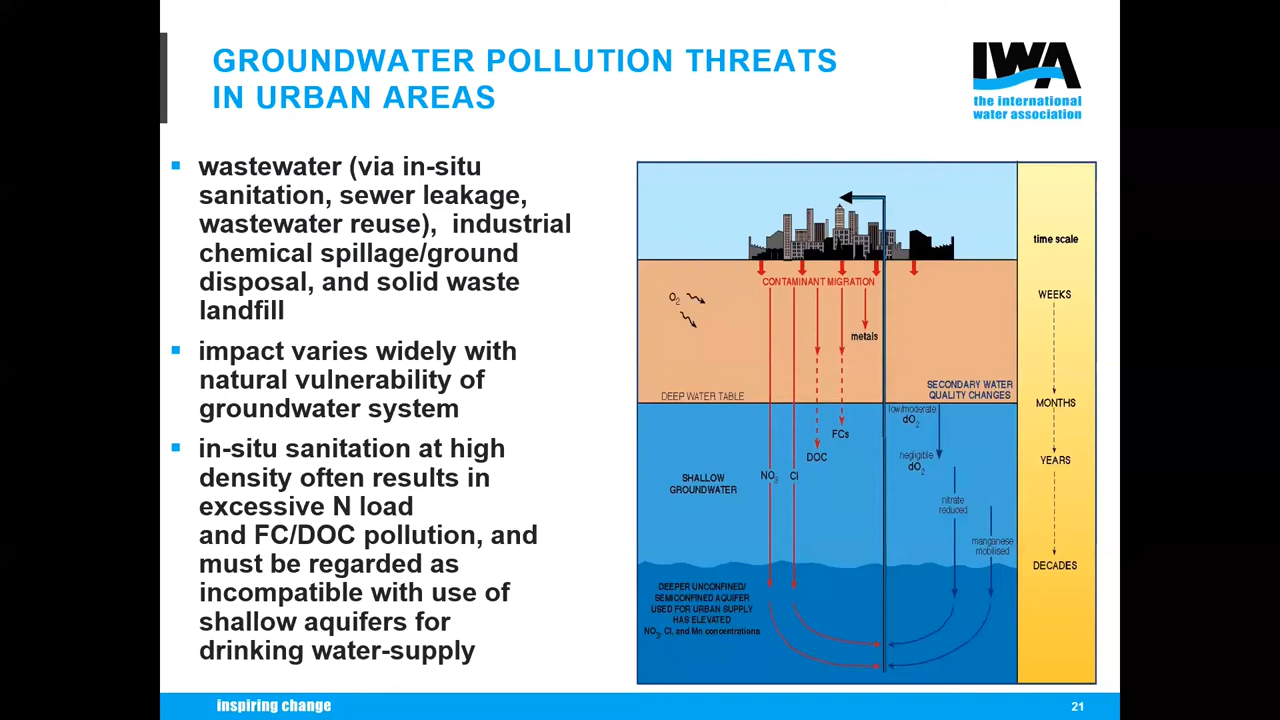 GROUNDWATER POLLUTION THREATS
IN URBAN AREAS
IWA
the international
water association
wastewater (via in-situ
sanitation, sewer leakage,
wastewater reuse), industrial
chemical spillage/ground
disposal, and solid waste
landfill
impact varies widely with
natural vulnerability of
groundwater system
in-situ sanitation at high
density often results in
excessive N load
and FC/DOC pollution, and
must be regarded as
incompatible with use of
shallow aquifers for
drinking water-supply
time scale
CONTAMINANT MIGRATION
O2
WEEKS
metals
SECONDARY WATER
QUALITY CHANGES
DEEP WATER TABLE
MONTHS
low/moderate
dO2
FCs
DOC
negligible
dO2
YEARS
SHALLOW
GROUNDWATER
NO3
Cl
nitrate
reduced
manganese
mobilised
DECADES
DEEPER UNCONFINED/
SEMICONFINED AQUIFER
USED FOR URBAN SUPPLY
HAS ELEVATED
NO3, Cl, and Mn concentrations
inspiring change
21